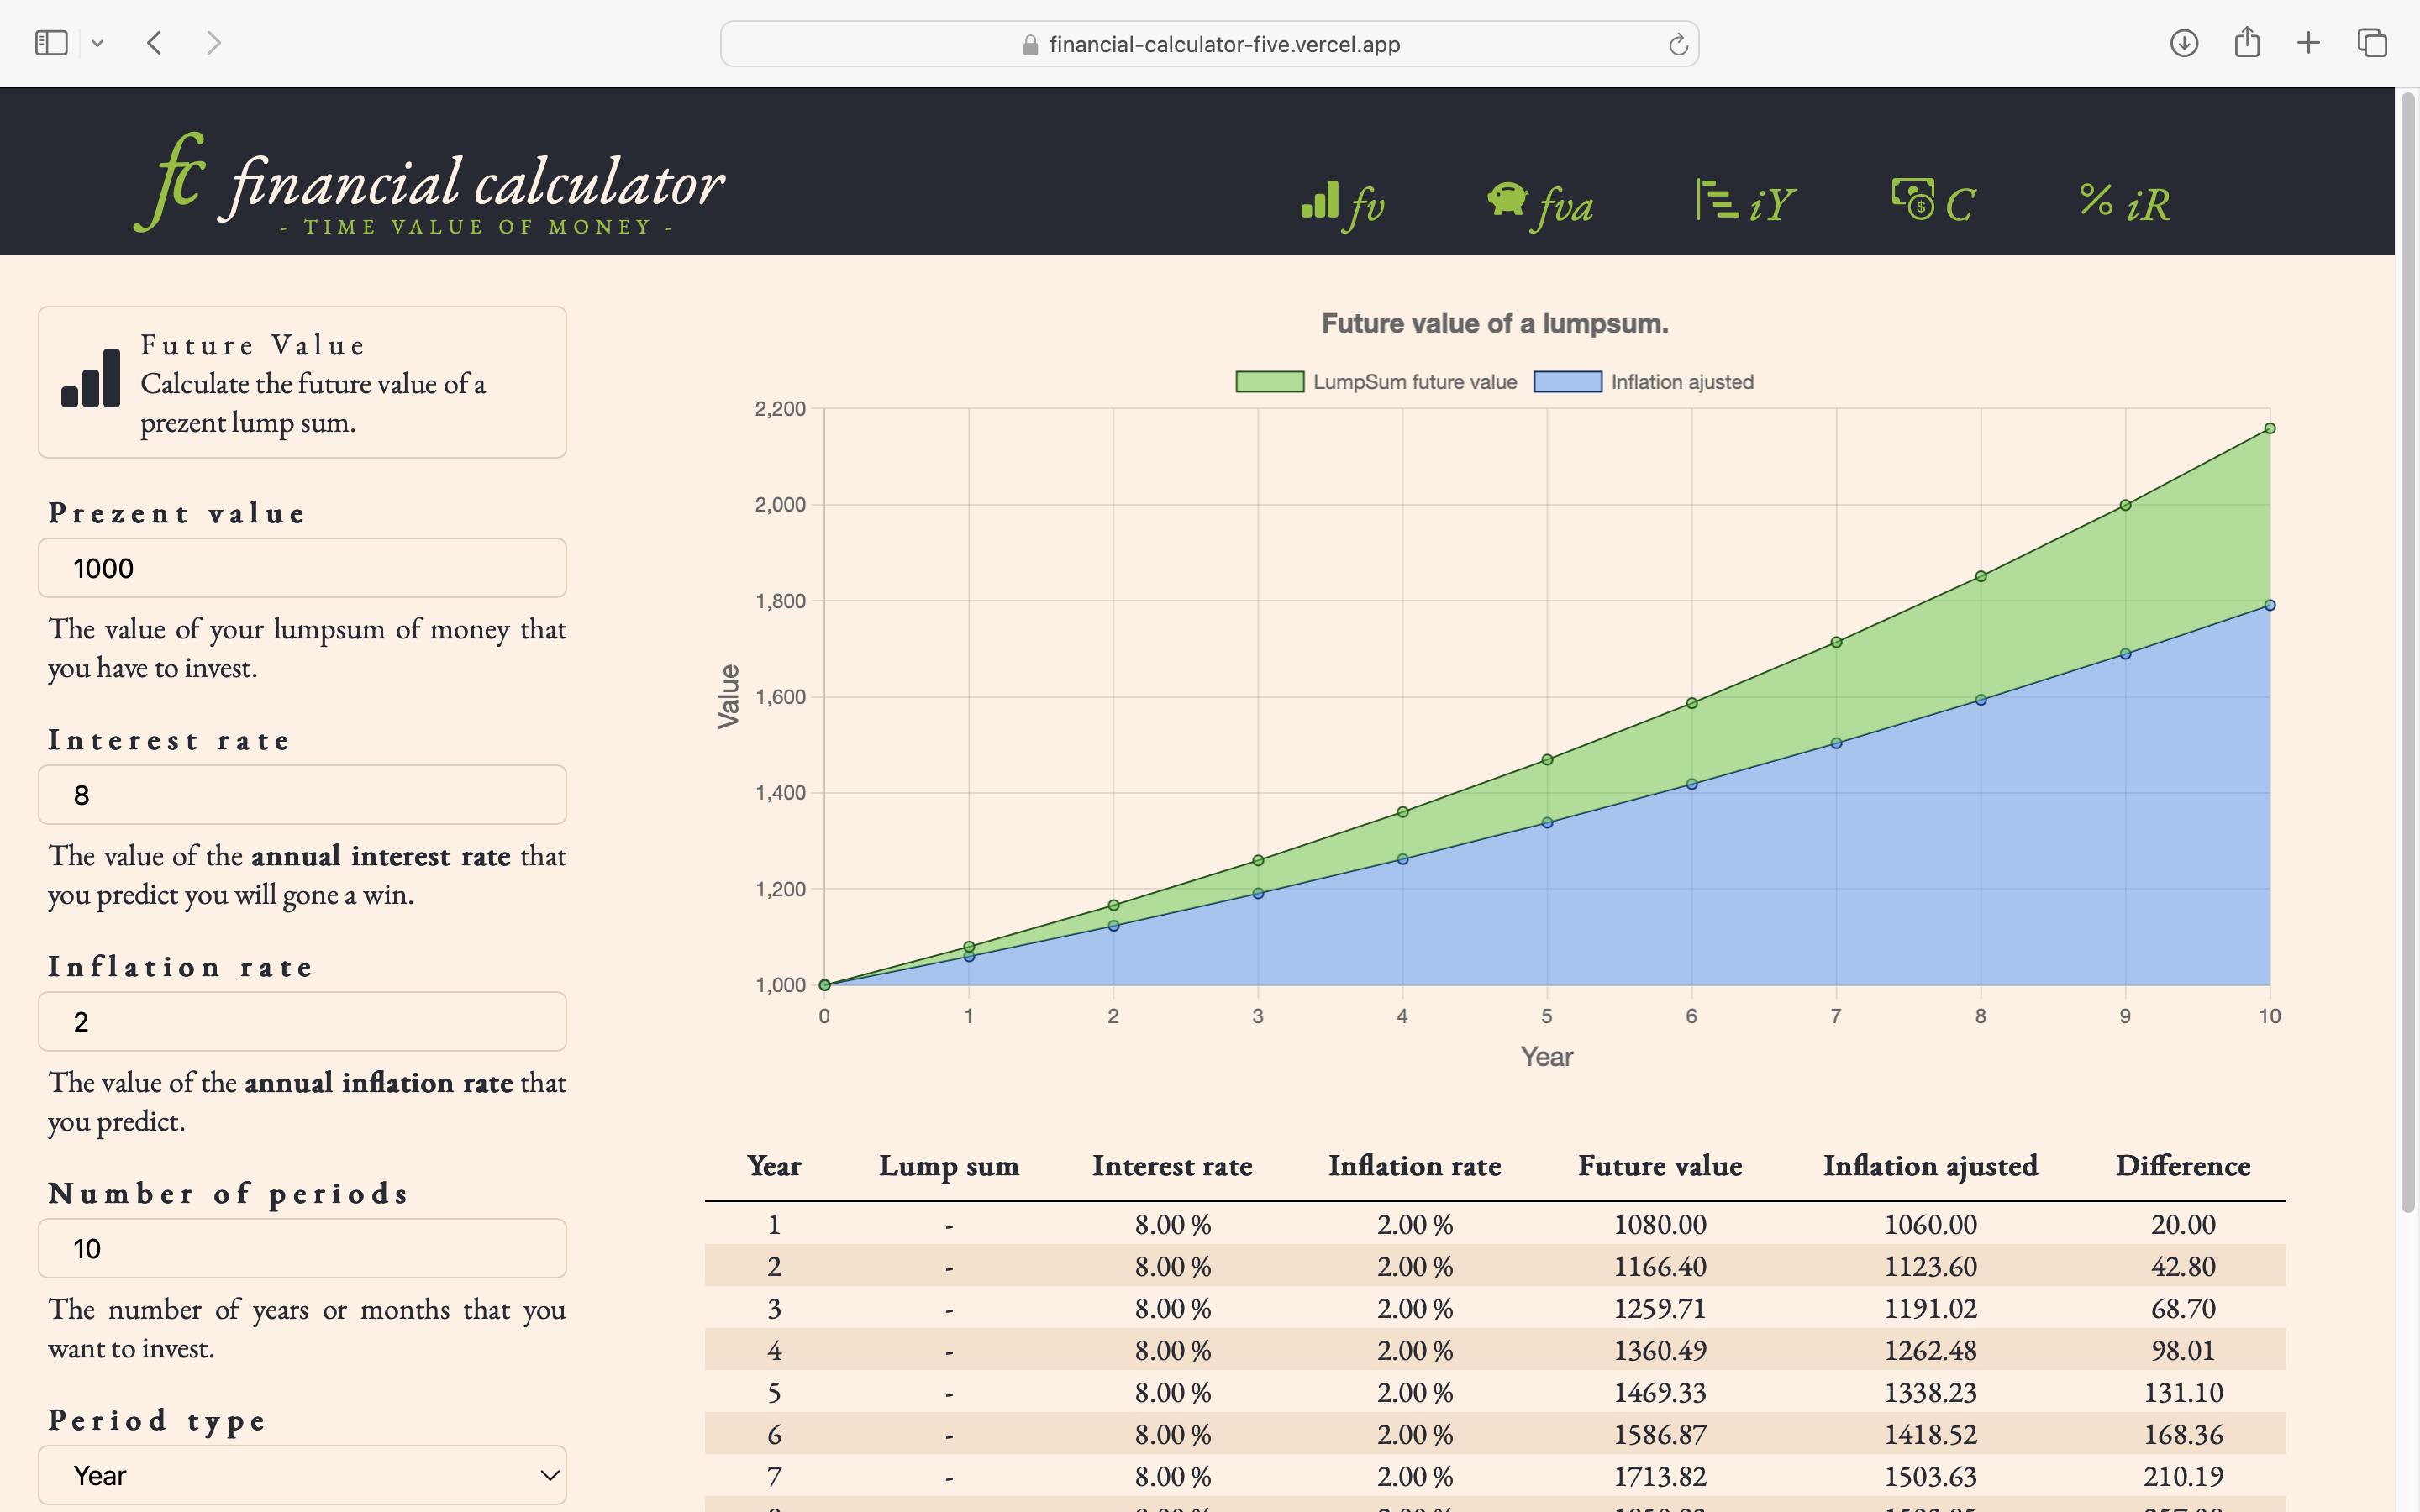 financial-calculator-five.vercel.app
fc financial calculator
- TIME VALUE OF MONEY -
fv
fva
iY
C
% iR
Future Value
Calculate the future value of a
prezent lump sum.
Prezent value
1000
The value of your lumpsum of money that
you have to invest.
Interest rate
8
The value of the annual interest rate that
you predict you will gone a win.
Inflation rate
2
The value of the annual inflation rate that
you predict.
Number of periods
10
The number of years or months that you
want to invest.
Period type
Year
Future value of a lumpsum.
LumpSum future value Inflation ajusted
Value
2,200
2,000
1,800
1,600
1,400
1,200
1,000
0 1 2 3 4 5 6 7 8 9 10
Year
Year Lump sum Interest rate Inflation rate Future value Inflation ajusted Difference
1 - 8.00 % 2.00 % 1080.00 1060.00 20.00
2 - 8.00 % 2.00 % 1166.40 1123.60 42.80
3 - 8.00 % 2.00 % 1259.71 1191.02 68.70
4 - 8.00 % 2.00 % 1360.49 1262.48 98.01
5 - 8.00 % 2.00 % 1469.33 1338.23 131.10
6 - 8.00 % 2.00 % 1586.87 1418.52 168.36
7 - 8.00 % 2.00 % 1713.82 1503.63 210.19